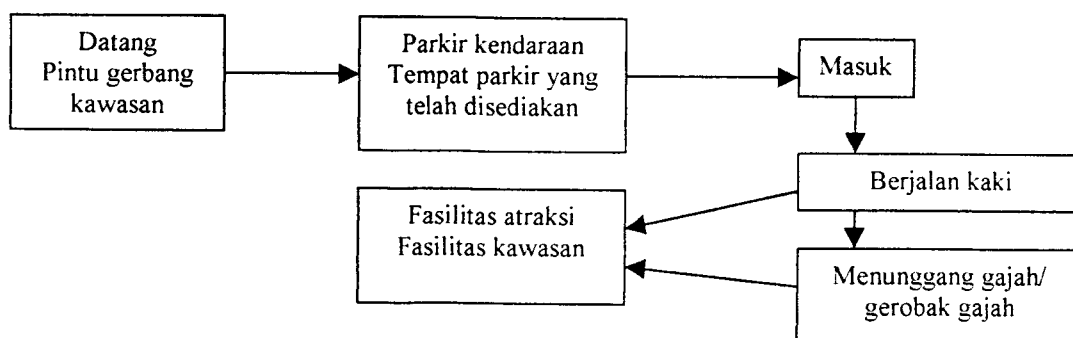 Datang
Pintu gerbang
kawasan
Parkir kendaraan
Tempat parkir yang
telah disediakan
Masuk
Berjalan kaki
Menunggang gajah/
gerobak gajah
Fasilitas atraksi
Fasilitas kawasan